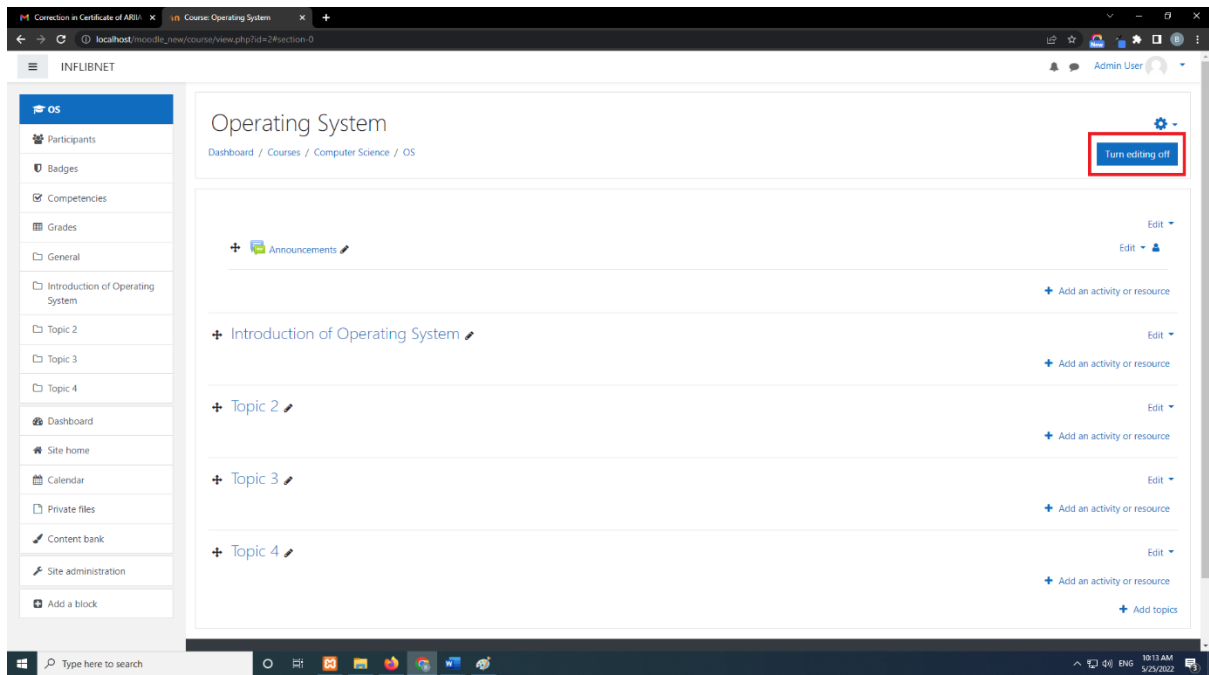 Correction in Certificate of ARIIA
Course: Operating System
localhost/moodle_new/course/view.php?id=2#section-0
New
B
INFLIBNET
Admin User
OS
Participants
Badges
Competencies
Grades
General
Introduction of Operating
System
Topic 2
Topic 3
Topic 4
Dashboard
Site home
Calendar
Private files
Content bank
Site administration
Add a block
Operating System
Dashboard / Courses / Computer Science / OS
Turn editing off
Edit
Announcements
Edit
Add an activity or resource
Introduction of Operating System
Edit
Add an activity or resource
Topic 2
Edit
Add an activity or resource
Topic 3
Edit
Add an activity or resource
Topic 4
Edit
Add an activity or resource
Add topics
Type here to search
ENG
10:13 AM
5/25/2022
3